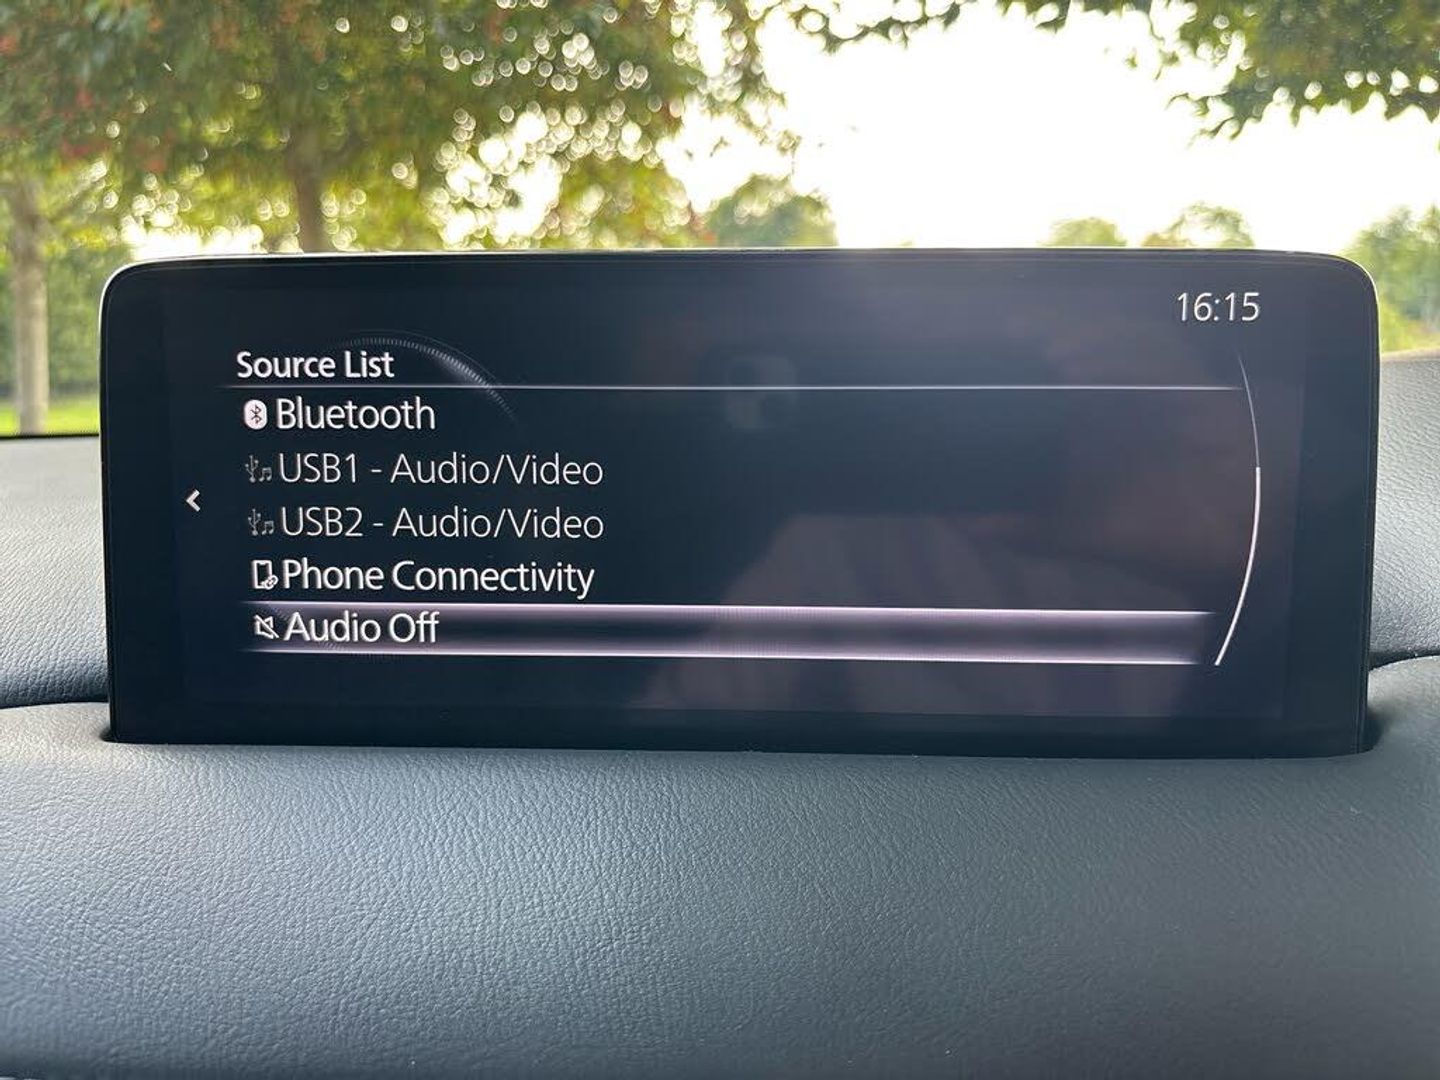 16:15
Source List
Bluetooth
USB1 - Audio/Video
USB2 - Audio/Video
Phone Connectivity
Audio Off